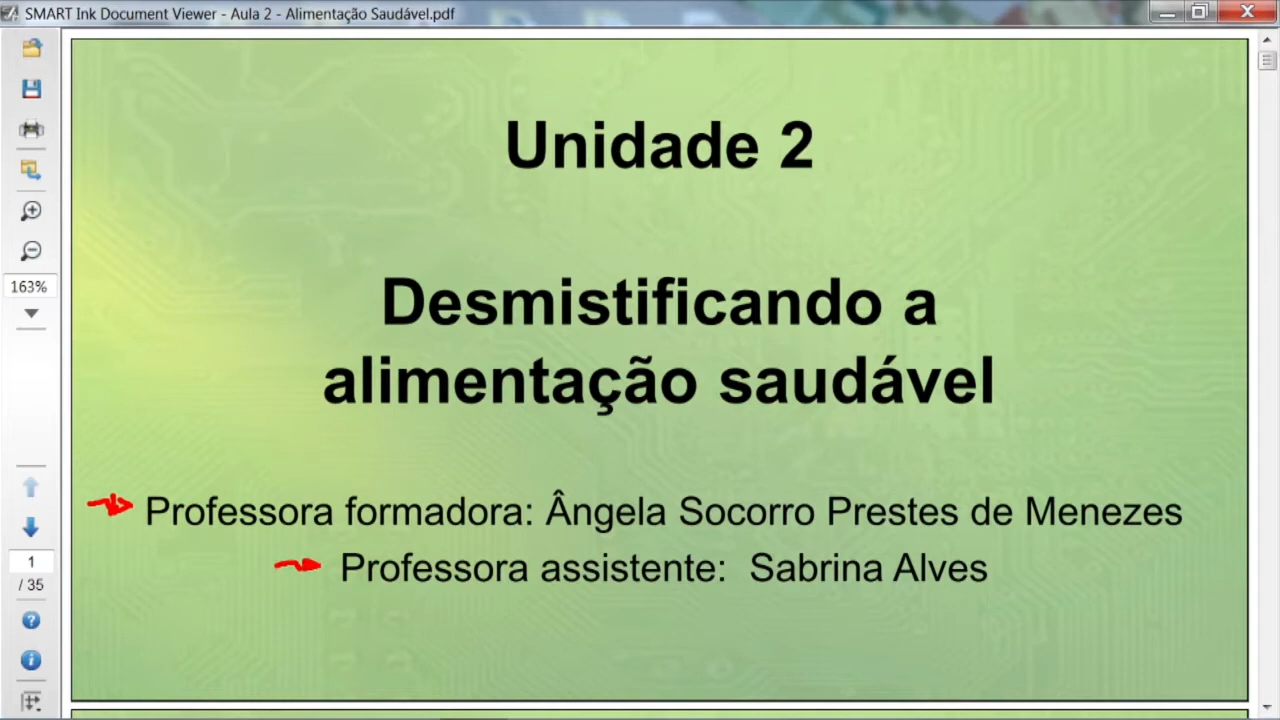 SMART Ink Document Viewer - Aula 2 - Alimentação Saudável.pdf
163%
1
/ 35
Unidade 2
Desmistificando a
alimentação saudável
Professora formadora: Ângela Socorro Prestes de Menezes
Professora assistente: Sabrina Alves